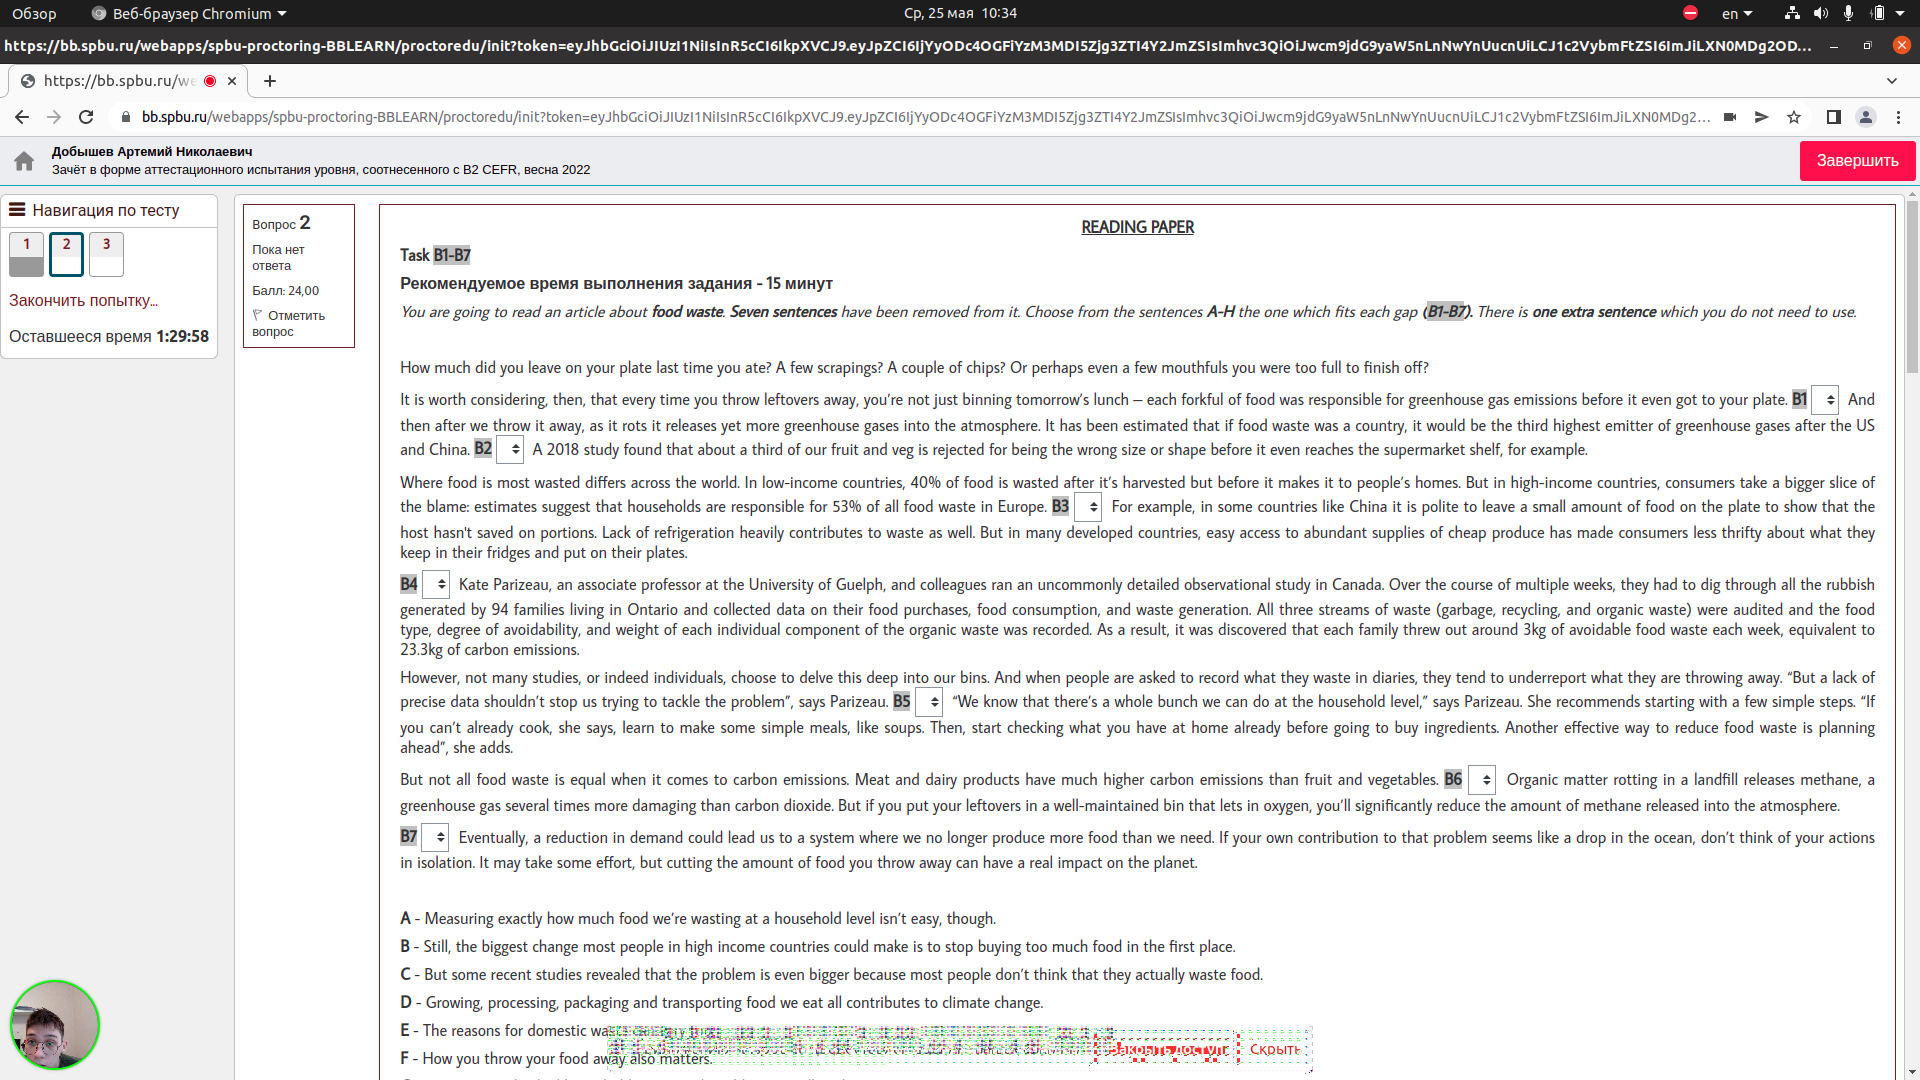 Обзор
Веб-браузер Chromium
Ср, 25 мая 10:34
en
https://bb.spbu.ru/webapps/spbu-proctoring-BBLEARN/proctoredu/init?token=
https://bb.spbu.ru/we
bb.spbu.ru/webapps/spbu-proctoring-BBLEARN/proctoredu/init?token=
Добышев Артемий Николаевич
Зачёт в форме аттестационного испытания уровня, соотнесенного с B2 CEFR, весна 2022
Завершить
Навигация по тесту
1 2 3
Закончить попытку...
Оставшееся время 1:29:58
Вопрос 2
Пока нет
ответа
Балл: 24,00
Отметить
вопрос
READING PAPER
Task B1-B7
Рекомендуемое время выполнения задания - 15 минут
You are going to read an article about food waste. Seven sentences have been removed from it. Choose from the sentences A-H the one which fits each gap (B1-B7). There is one extra sentence which you do not need to use.
How much did you leave on your plate last time you ate? A few scrapings? A couple of chips? Or perhaps even a few mouthfuls you were too full to finish off?
It is worth considering, then, that every time you throw leftovers away, you’re not just binning tomorrow’s lunch – each forkful of food was responsible for greenhouse gas emissions before it even got to your plate. B1 And
then after we throw it away, as it rots it releases yet more greenhouse gases into the atmosphere. It has been estimated that if food waste was a country, it would be the third highest emitter of greenhouse gases after the US
and China. B2 A 2018 study found that about a third of our fruit and veg is rejected for being the wrong size or shape before it even reaches the supermarket shelf, for example.
Where food is most wasted differs across the world. In low-income countries, 40% of food is wasted after it’s harvested but before it makes it to people’s homes. But in high-income countries, consumers take a bigger slice of
the blame: estimates suggest that households are responsible for 53% of all food waste in Europe. B3 For example, in some countries like China it is polite to leave a small amount of food on the plate to show that the
host hasn't saved on portions. Lack of refrigeration heavily contributes to waste as well. But in many developed countries, easy access to abundant supplies of cheap produce has made consumers less thrifty about what they
keep in their fridges and put on their plates.
B4 Kate Parizeau, an associate professor at the University of Guelph, and colleagues ran an uncommonly detailed observational study in Canada. Over the course of multiple weeks, they had to dig through all the rubbish
generated by 94 families living in Ontario and collected data on their food purchases, food consumption, and waste generation. All three streams of waste (garbage, recycling, and organic waste) were audited and the food
type, degree of avoidability, and weight of each individual component of the organic waste was recorded. As a result, it was discovered that each family threw out around 3kg of avoidable food waste each week, equivalent to
23.3kg of carbon emissions.
However, not many studies, or indeed individuals, choose to delve this deep into our bins. And when people are asked to record what they waste in diaries, they tend to underreport what they are throwing away. “But a lack of
precise data shouldn’t stop us trying to tackle the problem”, says Parizeau. B5 “We know that there’s a whole bunch we can do at the household level,” says Parizeau. She recommends starting with a few simple steps. “If
you can’t already cook, she says, learn to make some simple meals, like soups. Then, start checking what you have at home already before going to buy ingredients. Another effective way to reduce food waste is planning
ahead”, she adds.
But not all food waste is equal when it comes to carbon emissions. Meat and dairy products have much higher carbon emissions than fruit and vegetables. B6 Organic matter rotting in a landfill releases methane, a
greenhouse gas several times more damaging than carbon dioxide. But if you put your leftovers in a well-maintained bin that lets in oxygen, you’ll significantly reduce the amount of methane released into the atmosphere.
B7 Eventually, a reduction in demand could lead us to a system where we no longer produce more food than we need. If your own contribution to that problem seems like a drop in the ocean, don’t think of your actions
in isolation. It may take some effort, but cutting the amount of food you throw away can have a real impact on the planet.
A - Measuring exactly how much food we’re wasting at a household level isn’t easy, though.
B - Still, the biggest change most people in high income countries could make is to stop buying too much food in the first place.
C - But some recent studies revealed that the problem is even bigger because most people don’t think that they actually waste food.
D - Growing, processing, packaging and transporting food we eat all contributes to climate change.
E - The reasons for domestic
F - How you throw your food away also matters.
Закрыть доступ
Скрыть